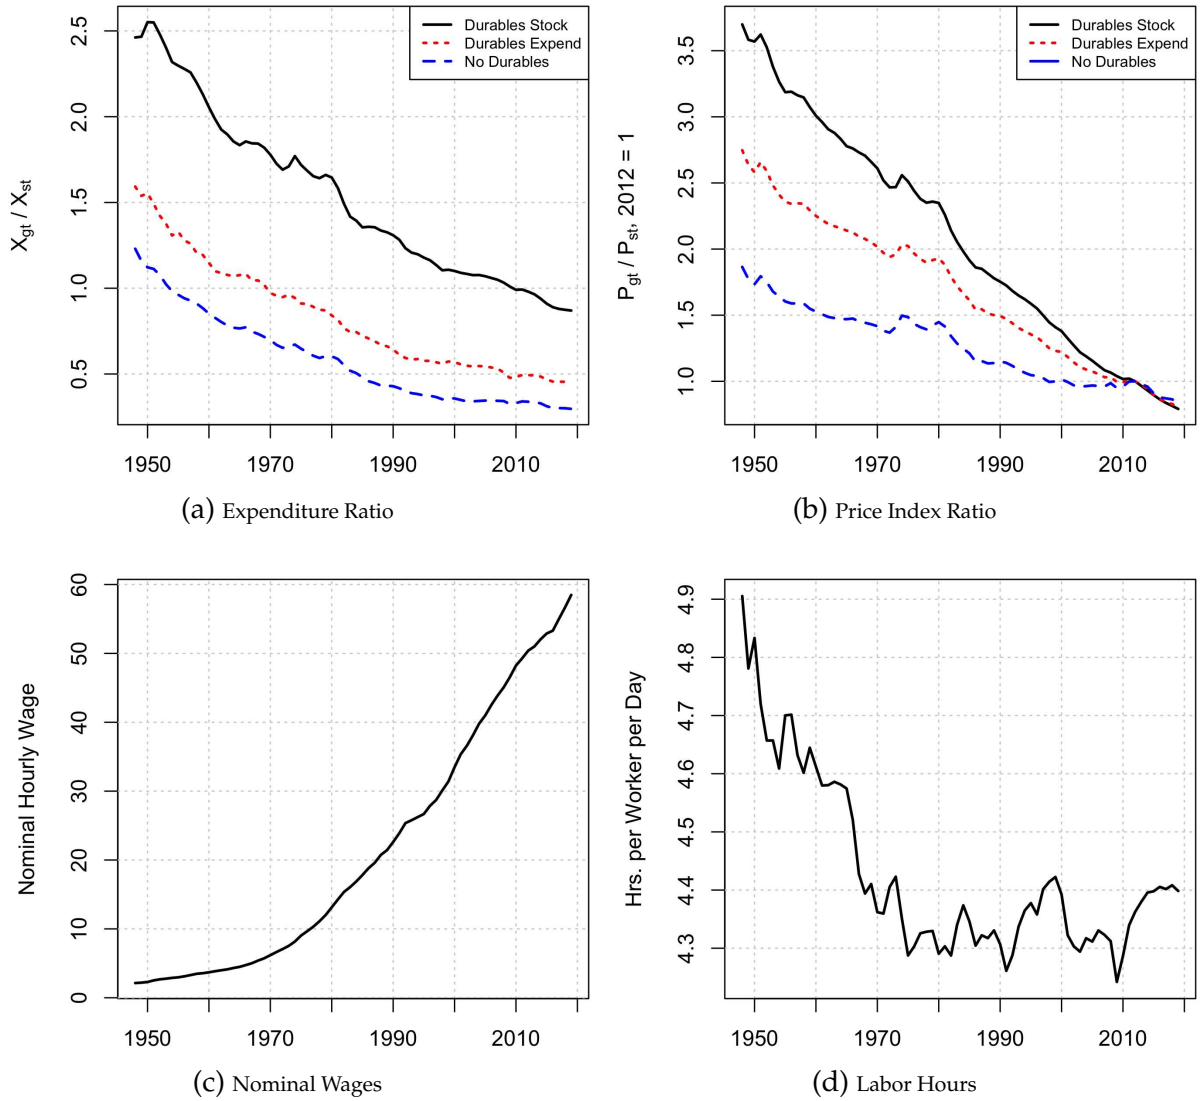 Durables Stock
Durables Expend
No Durables
X_gt / X_st
2.5
2.0
1.5
1.0
0.5
1950 1970 1990 2010
(a) Expenditure Ratio
Durables Stock
Durables Expend
No Durables
P_gt / P_st, 2012 = 1
3.5
3.0
2.5
2.0
1.5
1.0
1950 1970 1990 2010
(b) Price Index Ratio
Nominal Hourly Wage
60
50
40
30
20
10
0
1950 1970 1990 2010
(c) Nominal Wages
Hrs. per Worker per Day
4.9
4.8
4.7
4.6
4.5
4.4
4.3
1950 1970 1990 2010
(d) Labor Hours